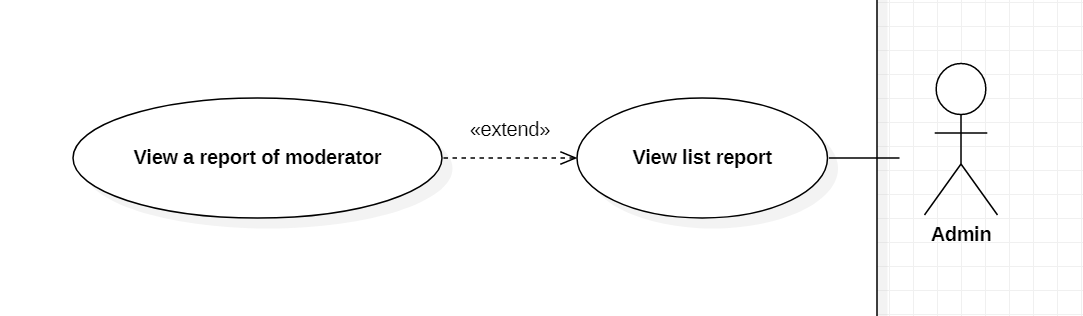 «extend»
View a report of moderator
View list report
Admin